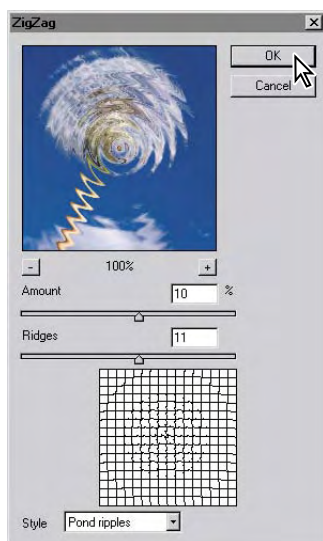 ZigZag
OK
Cancel
- 100% +
Amount 10 %
Ridges 11
Style Pond ripples